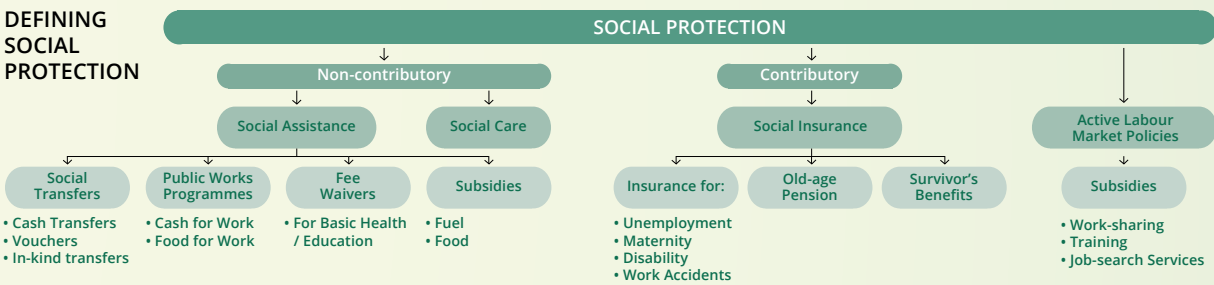 DEFINING
SOCIAL
PROTECTION
SOCIAL PROTECTION
Non-contributory
Contributory
Social Assistance
Social Care
Social Insurance
Active Labour
Market Policies
Social
Transfers
• Cash Transfers
• Vouchers
• In-kind transfers
Public Works
Programmes
• Cash for Work
• Food for Work
Fee
Waivers
• For Basic Health
/ Education
Subsidies
• Fuel
• Food
Insurance for:
• Unemployment
• Maternity
• Disability
• Work Accidents
Old-age
Pension
Survivor's
Benefits
Subsidies
• Work-sharing
• Training
• Job-search Services